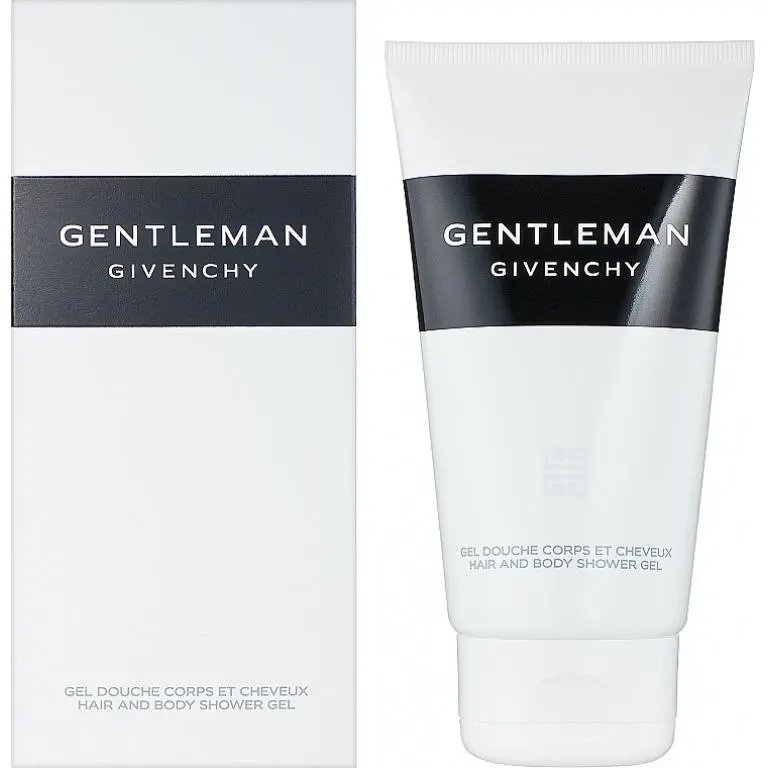 GENTLEMAN
GIVENCHY
GEL DOUCHE CORPS ET CHEVEUX
HAIR AND BODY SHOWER GEL
GENTLEMAN
GIVENCHY
GEL DOUCHE CORPS ET CHEVEUX
HAIR AND BODY SHOWER GEL